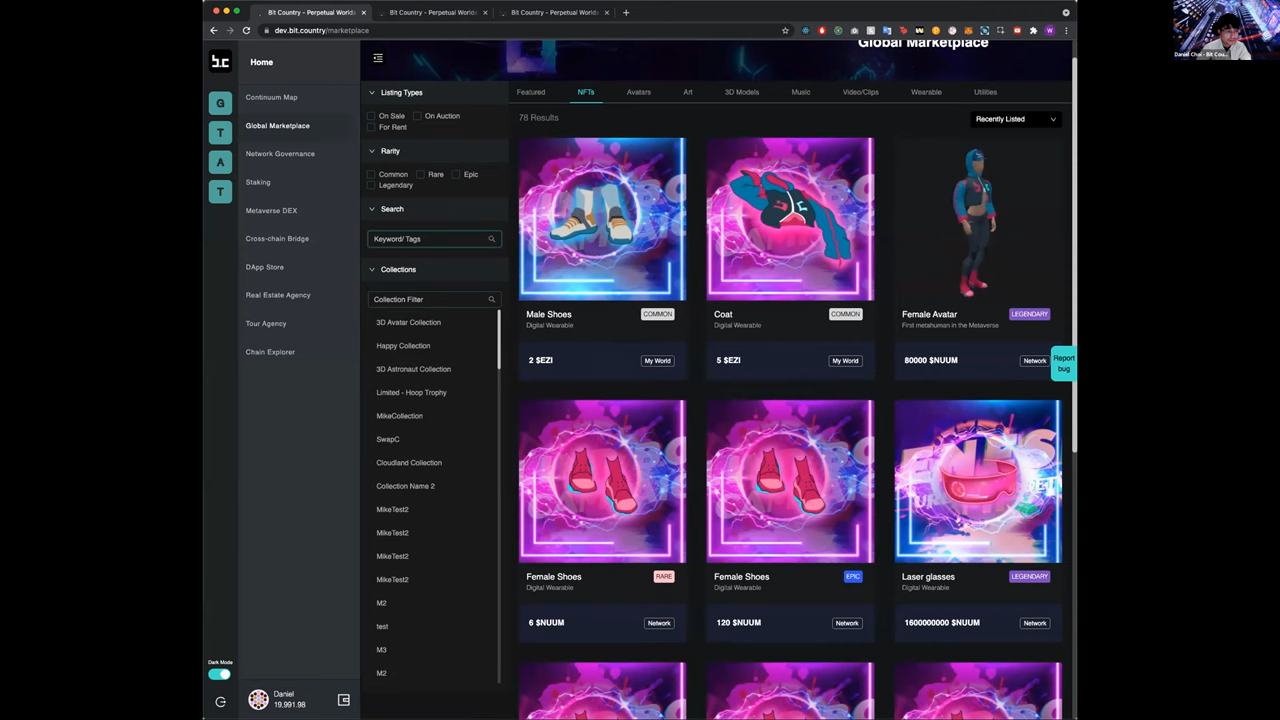 Bit Country - Perpetual Worlds
Bit Country - Perpetual Worlds
Bit Country - Perpetual Worlds
dev.bit.country/marketplace
b.c
G
T
A
T
Home
Continuum Map
Global Marketplace
Network Governance
Staking
Metaverse DEX
Cross-chain Bridge
DApp Store
Real Estate Agency
Tour Agency
Chain Explorer
Dark Mode
Daniel
19,991.98
Listing Types
On Sale
On Auction
For Rent
Rarity
Common
Rare
Epic
Legendary
Search
Keyword/ Tags
Collections
Collection Filter
3D Avatar Collection
Happy Collection
3D Astronaut Collection
Limited - Hoop Trophy
MikeCollection
SwapC
Cloudland Collection
Collection Name 2
MikeTest2
MikeTest2
MikeTest2
MikeTest2
M2
test
M3
M2
Global Marketplace
Featured
NFTs
Avatars
Art
3D Models
Music
Video/Clips
Wearable
Utilities
78 Results
Recently Listed
Male Shoes
COMMON
Digital Wearable
2 $EZI
My World
Coat
COMMON
Digital Wearable
5 $EZI
My World
Female Avatar
LEGENDARY
First metahuman in the Metaverse
80000 $NUUM
Network
Female Shoes
RARE
Digital Wearable
6 $NUUM
Network
Female Shoes
EPIC
Digital Wearable
120 $NUUM
Network
Laser glasses
LEGENDARY
Digital Wearable
1600000000 $NUUM
Network
Report
bug
Daniel Choi - Bit Cou...